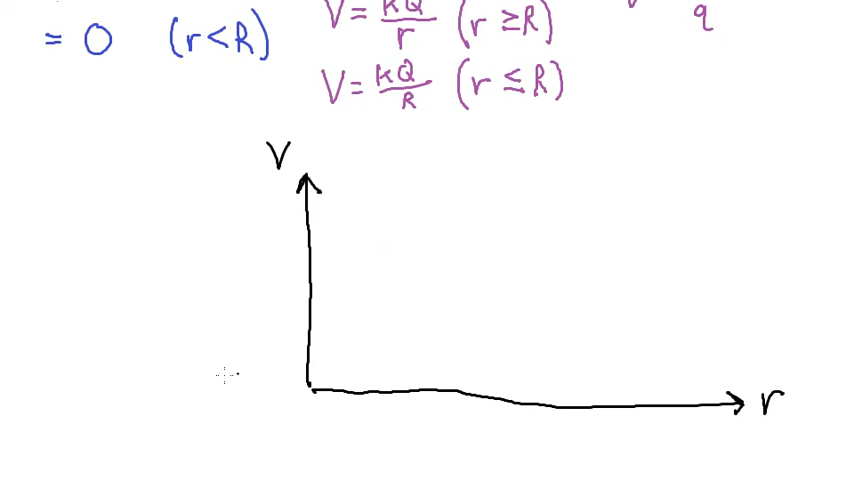 V = kQ/r (r ≥ R)
= 0 (r < R)
q
V = kQ/R (r ≤ R)
V
r